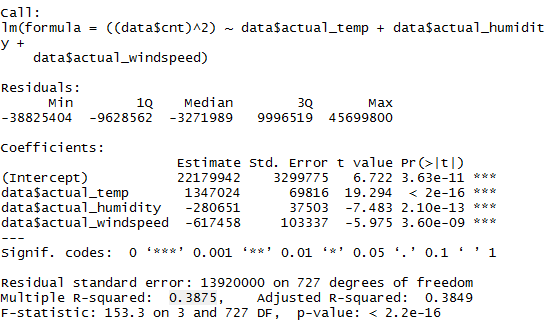 Call:
lm(formula = ((data$cnt)^2) ~ data$actual_temp + data$actual_humidit
y +
    data$actual_windspeed)

Residuals:
      Min        1Q    Median        3Q       Max
-38825404  -9628562  -3271989   9996519  45699800

Coefficients:
                      Estimate Std. Error t value Pr(>|t|)
(Intercept)           22179942    3299775   6.722 3.63e-11 ***
data$actual_temp       1347024      69816  19.294  < 2e-16 ***
data$actual_humidity   -280651      37503  -7.483 2.10e-13 ***
data$actual_windspeed  -617458     103337  -5.975 3.60e-09 ***
---
Signif. codes:  0 ‘***’ 0.001 ‘**’ 0.01 ‘*’ 0.05 ‘.’ 0.1 ‘ ’ 1

Residual standard error: 13920000 on 727 degrees of freedom
Multiple R-squared:  0.3875,    Adjusted R-squared:  0.3849
F-statistic: 153.3 on 3 and 727 DF,  p-value: < 2.2e-16